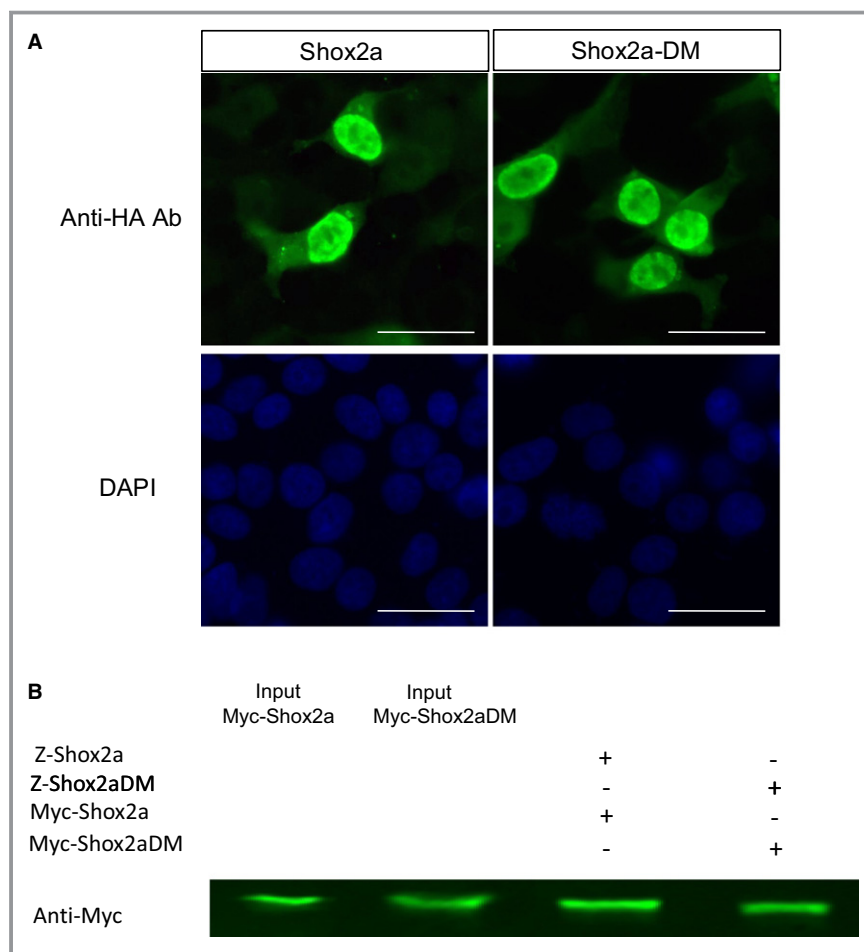 A
Shox2a Shox2a-DM
Anti-HA Ab
DAPI
B
Input Input
Myc-Shox2a Myc-Shox2aDM
Z-Shox2a + -
Z-Shox2aDM - +
Myc-Shox2a + -
Myc-Shox2aDM - +
Anti-Myc